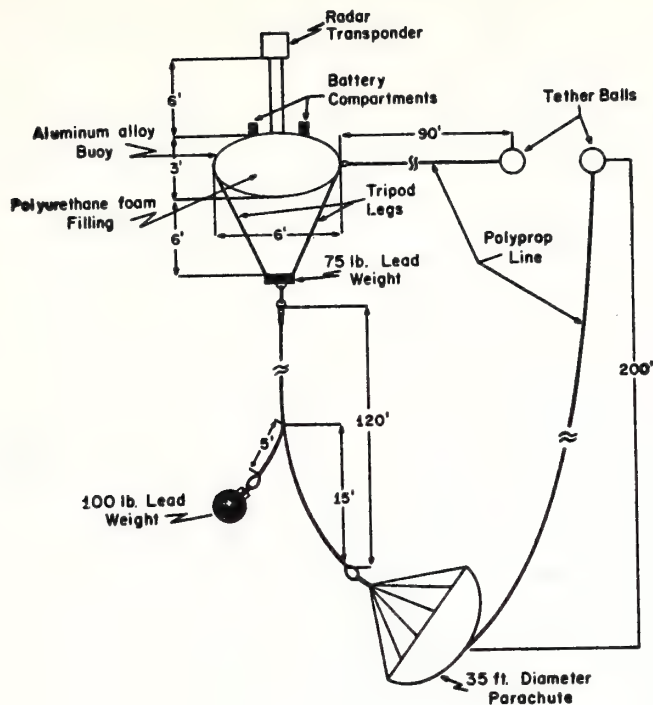 Radar
Transponder
Battery
Compartments
Tether Balls
6'
90'
Aluminum alloy
Buoy
3'
Polyurethane foam
Filling
Tripod
Legs
6'
6'
Polyprop
Line
75 lb. Lead
Weight
200'
120'
5'
15'
100 lb. Lead
Weight
35 ft. Diameter
Parachute